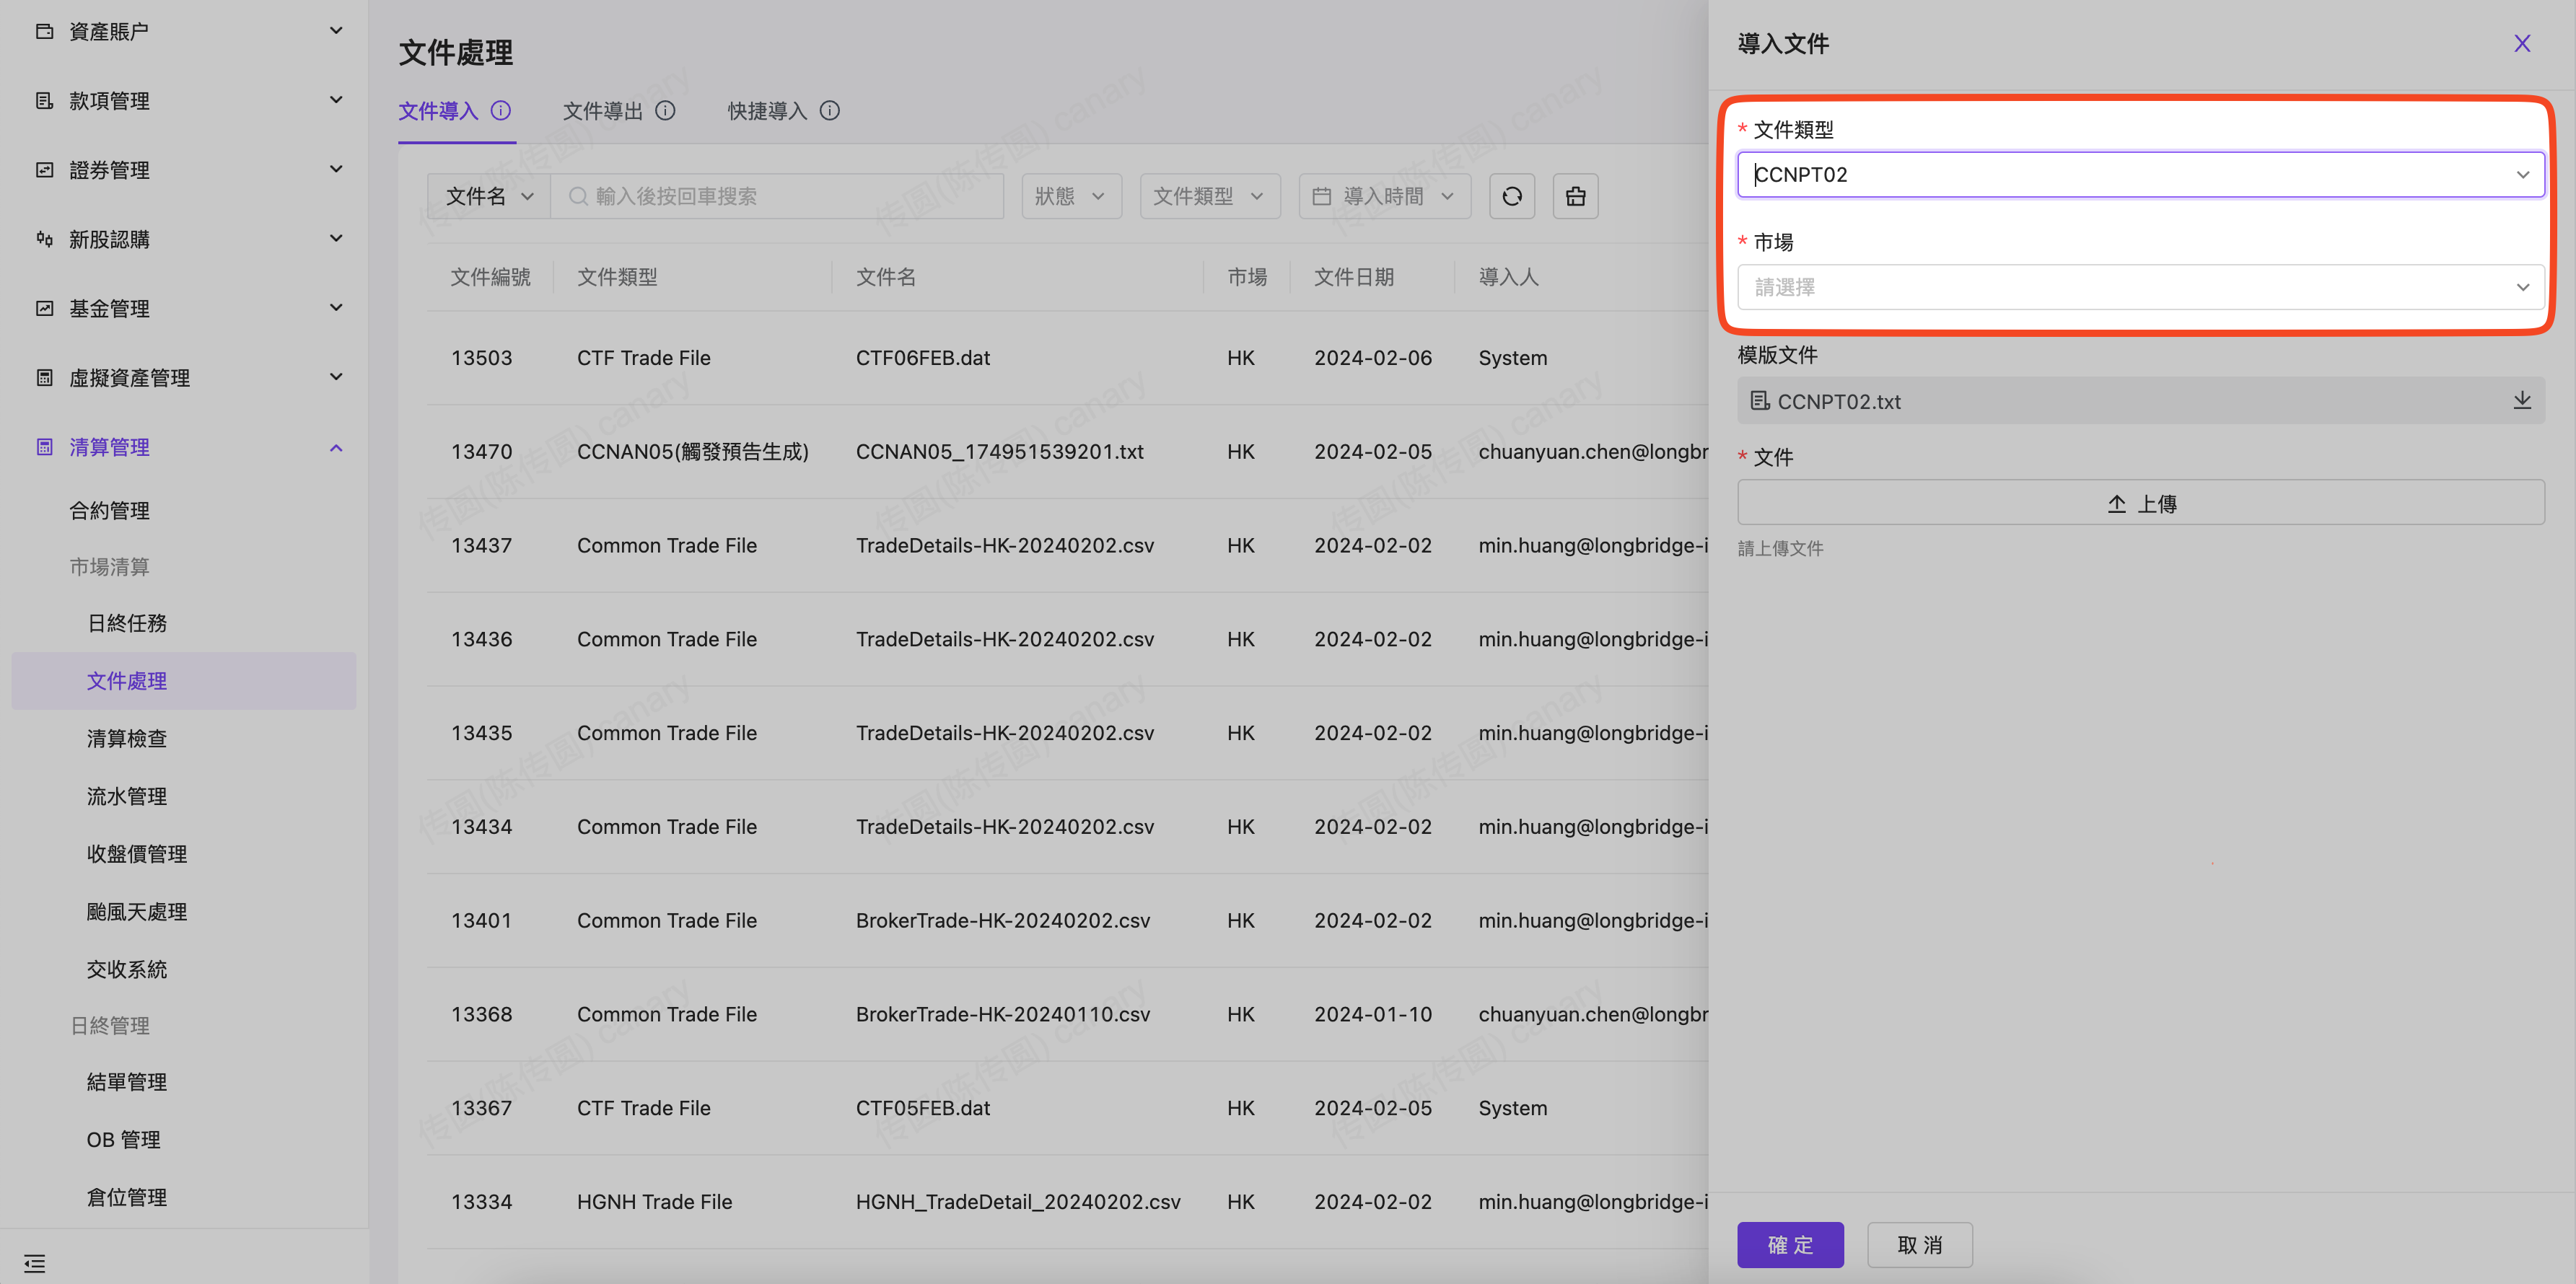 資產賬户
款項管理
證券管理
新股認購
基金管理
虛擬資產管理
清算管理
合約管理
市場清算
日終任務
文件處理
清算檢查
流水管理
收盤價管理
颱風天處理
交收系統
日終管理
結單管理
OB 管理
倉位管理
文件處理
文件導入 文件導出 快捷導入
文件名 輸入後按回車搜索 狀態 文件類型 導入時間
文件編號 文件類型 文件名 市場 文件日期 導入人
13503 CTF Trade File CTF06FEB.dat HK 2024-02-06 System
13470 CCNAN05(觸發預告生成) CCNAN05_174951539201.txt HK 2024-02-05 chuanyuan.chen@longbr
13437 Common Trade File TradeDetails-HK-20240202.csv HK 2024-02-02 min.huang@longbridge-i
13436 Common Trade File TradeDetails-HK-20240202.csv HK 2024-02-02 min.huang@longbridge-i
13435 Common Trade File TradeDetails-HK-20240202.csv HK 2024-02-02 min.huang@longbridge-i
13434 Common Trade File TradeDetails-HK-20240202.csv HK 2024-02-02 min.huang@longbridge-i
13401 Common Trade File BrokerTrade-HK-20240202.csv HK 2024-02-02 min.huang@longbridge-i
13368 Common Trade File BrokerTrade-HK-20240110.csv HK 2024-01-10 chuanyuan.chen@longbr
13367 CTF Trade File CTF05FEB.dat HK 2024-02-05 System
13334 HGNH Trade File HGNH_TradeDetail_20240202.csv HK 2024-02-02 min.huang@longbridge-i
传圆(陈传圆) canary
導入文件
* 文件類型
CCNPT02
* 市場
請選擇
模版文件
CCNPT02.txt
* 文件
上傳
請上傳文件
確 定 取 消